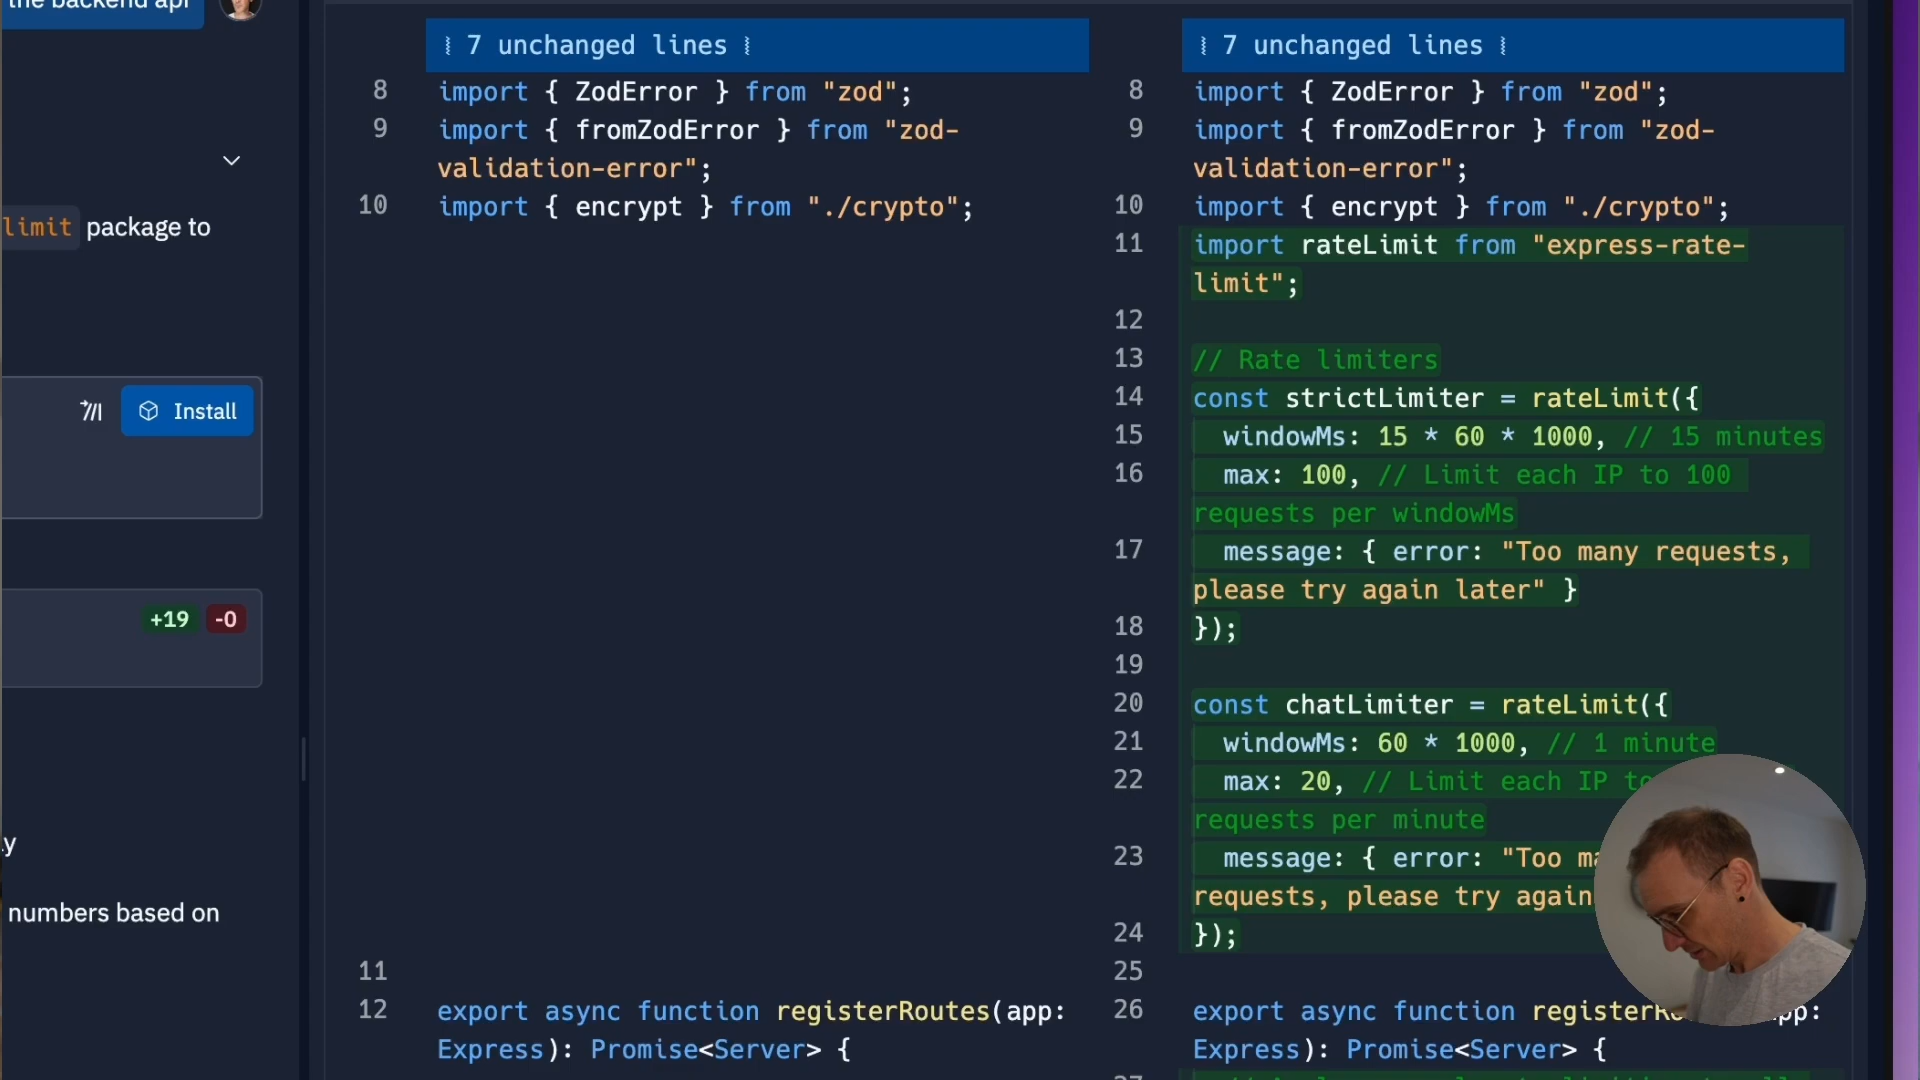 the backend api
limit package to
Install
+19 -0
numbers based on
7 unchanged lines
8 import { ZodError } from "zod";
9 import { fromZodError } from "zod-
validation-error";
10 import { encrypt } from "./crypto";
11
12 export async function registerRoutes(app:
Express): Promise<Server> {
7 unchanged lines
8 import { ZodError } from "zod";
9 import { fromZodError } from "zod-
validation-error";
10 import { encrypt } from "./crypto";
11 import rateLimit from "express-rate-
limit";
12
13 // Rate limiters
14 const strictLimiter = rateLimit({
15 windowMs: 15 * 60 * 1000, // 15 minutes
16 max: 100, // Limit each IP to 100
requests per windowMs
17 message: { error: "Too many requests,
please try again later" }
18 });
19
20 const chatLimiter = rateLimit({
21 windowMs: 60 * 1000, // 1 minute
22 max: 20, // Limit each IP to
requests per minute
23 message: { error: "Too
requests, please try again
24 });
25
26 export async function
Express): Promise<Server> {